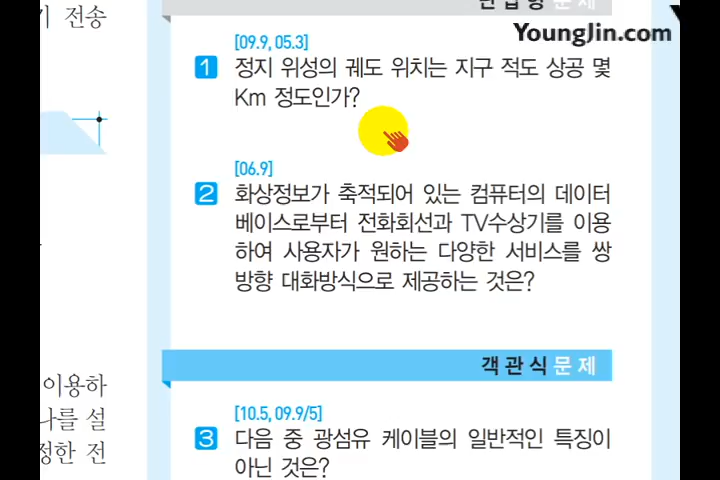 기 전송
단답형 문제
YoungJin.com
[09.9, 05.3]
1 정지 위성의 궤도 위치는 지구 적도 상공 몇
Km 정도인가?
[06.9]
2 화상정보가 축적되어 있는 컴퓨터의 데이터
베이스로부터 전화회선과 TV수상기를 이용
하여 사용자가 원하는 다양한 서비스를 쌍
방향 대화방식으로 제공하는 것은?
객관식 문제
이용하
나를 설
정한 전
[10.5, 09.9/5]
3 다음 중 광섬유 케이블의 일반적인 특징이
아닌 것은?